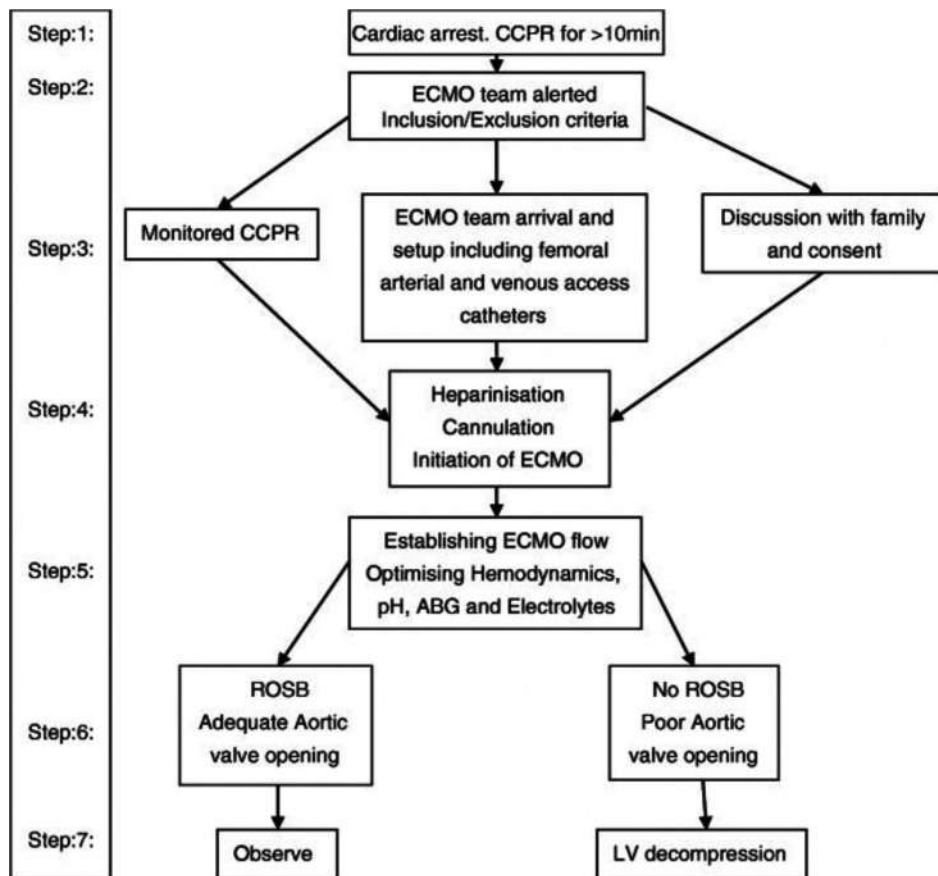 Step:1:
Cardiac arrest. CCPR for >10min
Step:2:
ECMO team alerted
Inclusion/Exclusion criteria
Step:3:
Monitored CCPR
ECMO team arrival and
setup including femoral
arterial and venous access
catheters
Discussion with family
and consent
Step:4:
Heparinisation
Cannulation
Initiation of ECMO
Step:5:
Establishing ECMO flow
Optimising Hemodynamics,
pH, ABG and Electrolytes
Step:6:
ROSB
Adequate Aortic
valve opening
No ROSB
Poor Aortic
valve opening
Step:7:
Observe
LV decompression